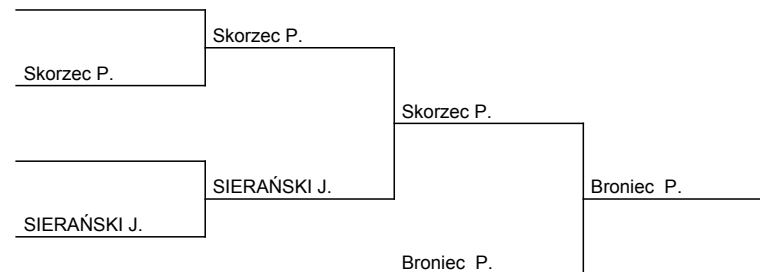 Skorzec P.
Skorzec P.
Skorzec P.
SIERAŃSKI J.
Broniec  P.
SIERAŃSKI J.
Broniec  P.